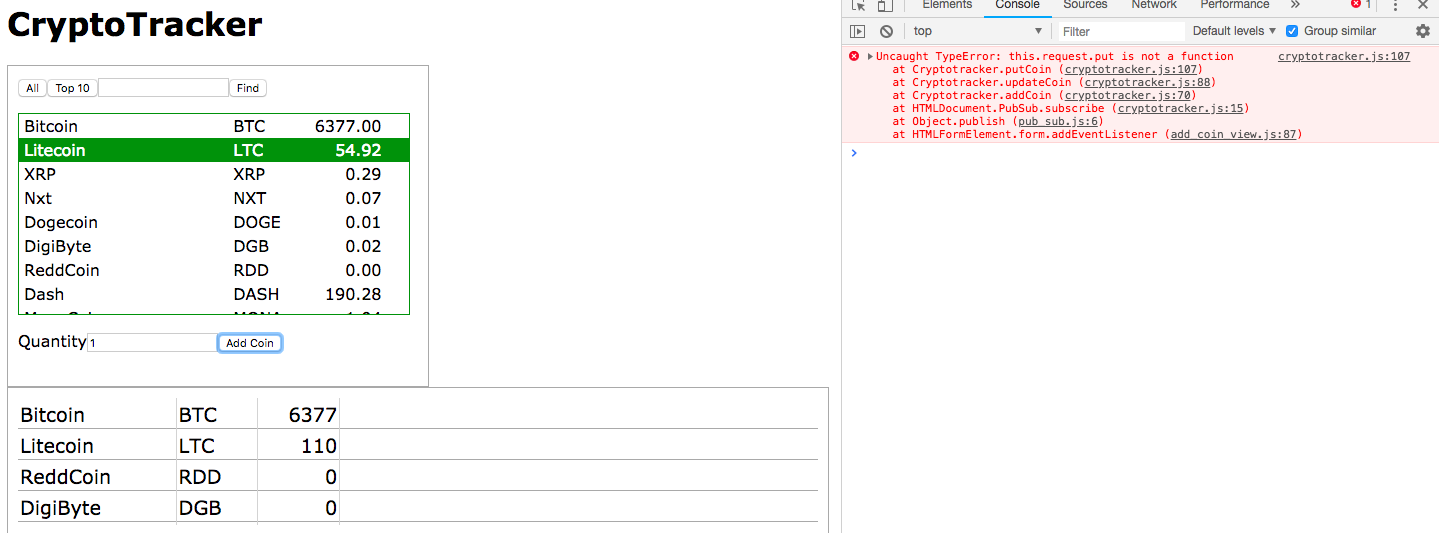 CryptoTracker
All Top 10 Find
Bitcoin BTC 6377.00
Litecoin LTC 54.92
XRP XRP 0.29
Nxt NXT 0.07
Dogecoin DOGE 0.01
DigiByte DGB 0.02
ReddCoin RDD 0.00
Dash DASH 190.28
Quantity 1 Add Coin
Bitcoin BTC 6377
Litecoin LTC 110
ReddCoin RDD 0
DigiByte DGB 0
Elements Console Sources Network Performance » 1
top Filter Default levels ▼ Group similar
Uncaught TypeError: this.request.put is not a function cryptotracker.js:107
at Cryptotracker.putCoin (cryptotracker.js:107)
at Cryptotracker.updateCoin (cryptotracker.js:88)
at Cryptotracker.addCoin (cryptotracker.js:70)
at HTMLDocument.PubSub.subscribe (cryptotracker.js:15)
at Object.publish (pub_sub.js:6)
at HTMLFormElement.form.addEventListener (add_coin_view.js:87)